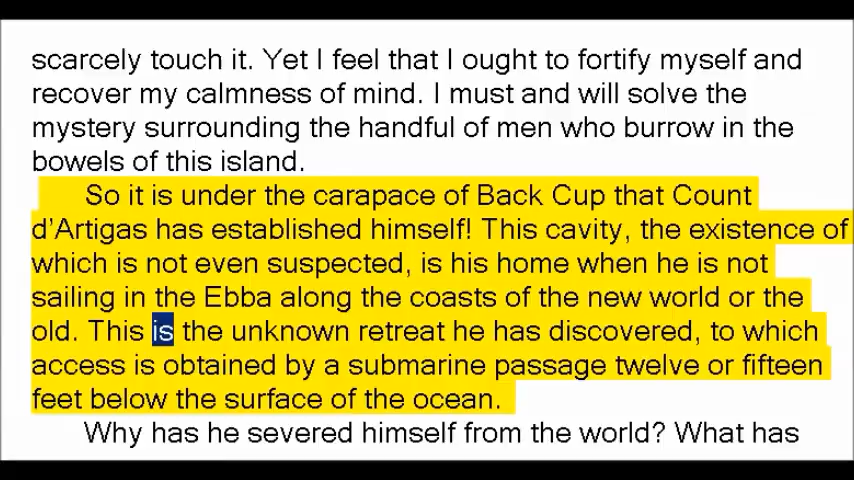 scarcely touch it. Yet I feel that I ought to fortify myself and
recover my calmness of mind. I must and will solve the
mystery surrounding the handful of men who burrow in the
bowels of this island.
So it is under the carapace of Back Cup that Count
d'Artigas has established himself! This cavity, the existence of
which is not even suspected, is his home when he is not
sailing in the Ebba along the coasts of the new world or the
old. This is the unknown retreat he has discovered, to which
access is obtained by a submarine passage twelve or fifteen
feet below the surface of the ocean.
Why has he severed himself from the world? What has